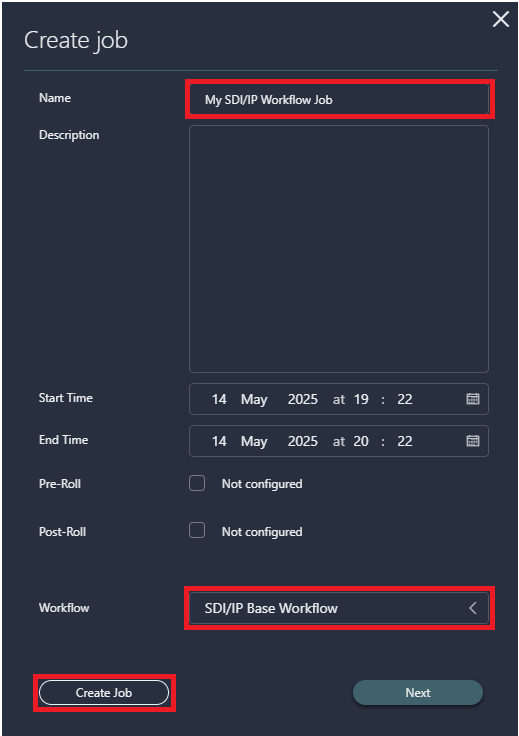 Create job
Name My SDI/IP Workflow Job
Description
Start Time 14 May 2025 at 19 : 22
End Time 14 May 2025 at 20 : 22
Pre-Roll Not configured
Post-Roll Not configured
Workflow SDI/IP Base Workflow
Create Job Next